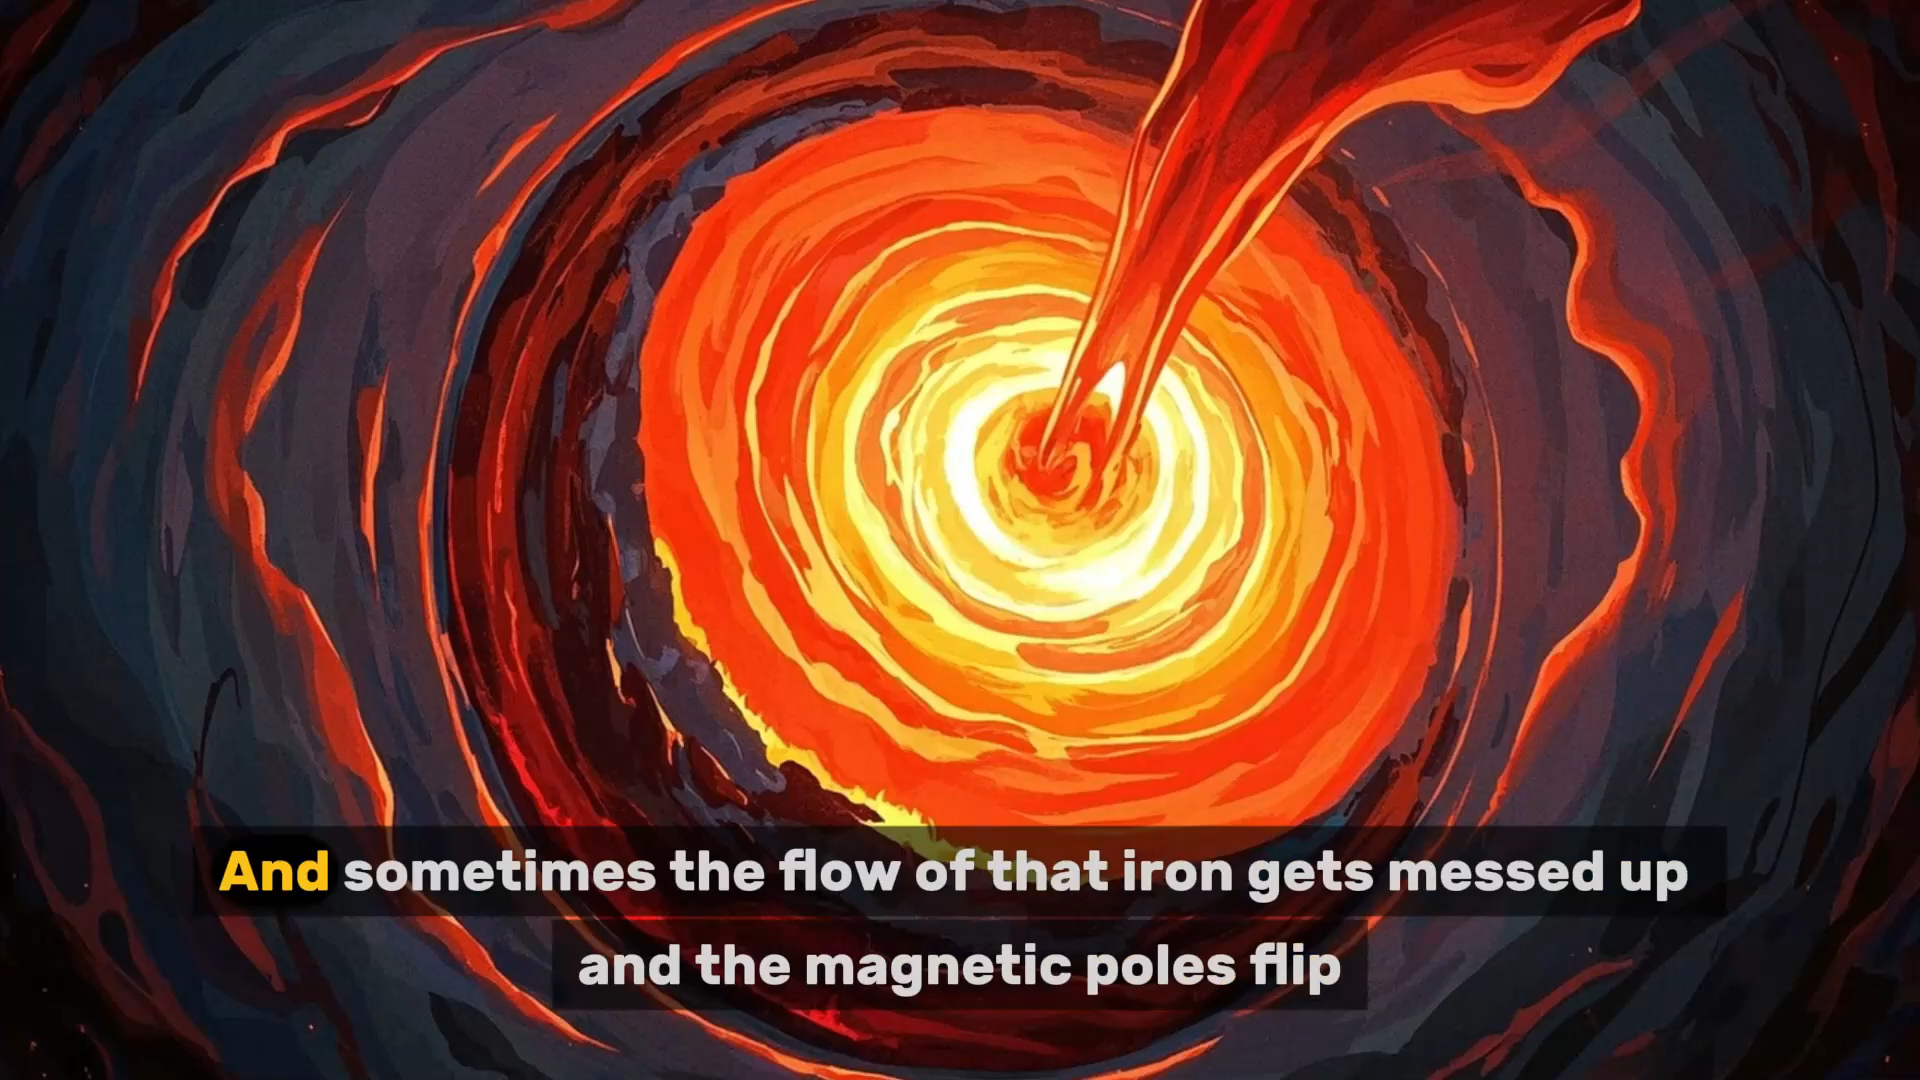 And sometimes the flow of that iron gets messed up
and the magnetic poles flip